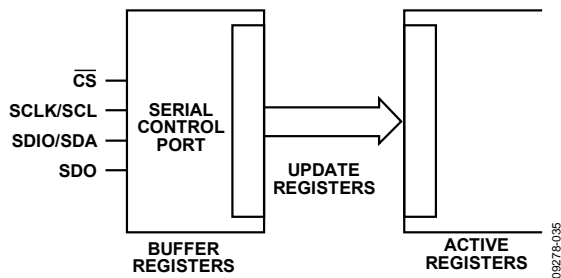 CS
SCLK/SCL
SDIO/SDA
SDO
SERIAL
CONTROL
PORT
UPDATE
REGISTERS
BUFFER
REGISTERS
ACTIVE
REGISTERS
09278-035